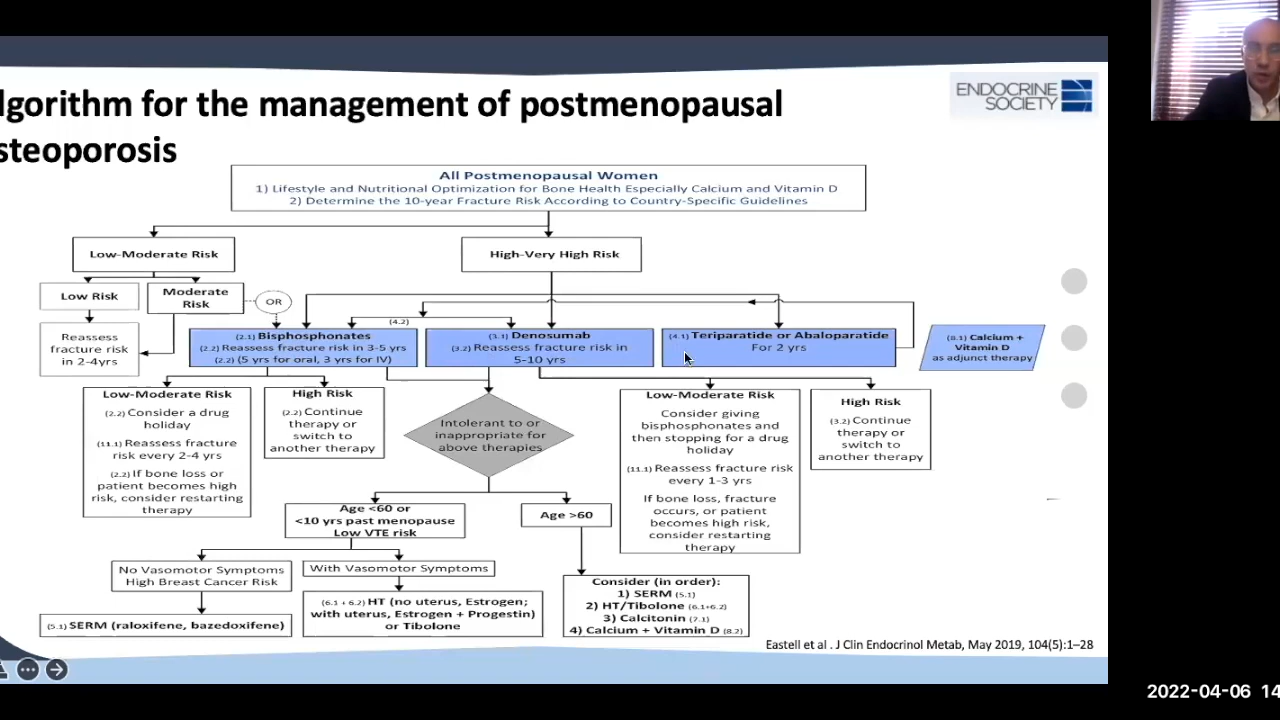 lgorithm for the management of postmenopausal
steoporosis
ENDOCRINE
SOCIETY
All Postmenopausal Women
1) Lifestyle and Nutritional Optimization for Bone Health Especially Calcium and Vitamin D
2) Determine the 10-year Fracture Risk According to Country-Specific Guidelines
Low-Moderate Risk
High-Very High Risk
Low Risk
Moderate
Risk
OR
Reassess
fracture risk
in 2-4yrs
(4.2)
(2.1) Bisphosphonates
(2.2) Reassess fracture risk in 3-5 yrs
(2.2) (5 yrs for oral, 3 yrs for IV)
(3.1) Denosumab
(3.2) Reassess fracture risk in
5-10 yrs
(4.1) Teriparatide or Abaloparatide
For 2 yrs
(8.1) Calcium +
Vitamin D
as adjunct therapy
Low-Moderate Risk
(2.2) Consider a drug
holiday
(11.1) Reassess fracture
risk every 2-4 yrs
(2.2) If bone loss or
patient becomes high
risk, consider restarting
therapy
High Risk
(2.2) Continue
therapy or
switch to
another therapy
Intolerant to or
inappropriate for
above therapies
Low-Moderate Risk
Consider giving
bisphosphonates and
then stopping for a drug
holiday
(11.1) Reassess fracture risk
every 1-3 yrs
If bone loss, fracture
occurs, or patient
becomes high risk,
consider restarting
therapy
High Risk
(3.2) Continue
therapy or
switch to
another therapy
Age <60 or
<10 yrs past menopause
Low VTE risk
Age >60
No Vasomotor Symptoms
High Breast Cancer Risk
With Vasomotor Symptoms
(5.1) SERM (raloxifene, bazedoxifene)
(6.1 + 6.2) HT (no uterus, Estrogen;
with uterus, Estrogen + Progestin)
or Tibolone
Consider (in order):
1) SERM (5.1)
2) HT/Tibolone (6.1+6.2)
3) Calcitonin (7.1)
4) Calcium + Vitamin D (8.2)
Eastell et al . J Clin Endocrinol Metab, May 2019, 104(5):1–28
2022-04-06 14